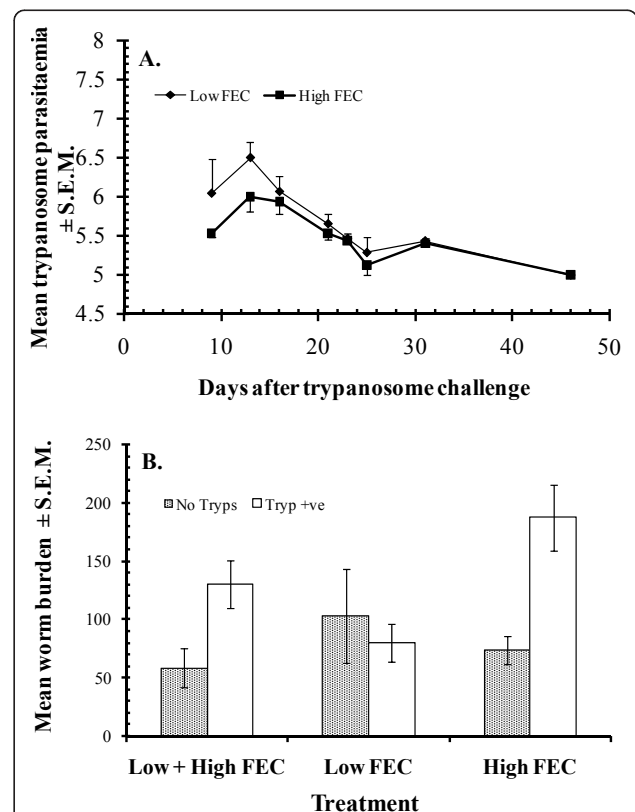 A.
Low FEC High FEC
Mean trypanosome parasitaemia
± S.E.M.
8
7.5
7
6.5
6
5.5
5
4.5
0 10 20 30 40 50
Days after trypanosome challenge
B.
No Tryps Tryp +ve
Mean worm burden ± S.E.M.
250
200
150
100
50
0
Low + High FEC Low FEC High FEC
Treatment